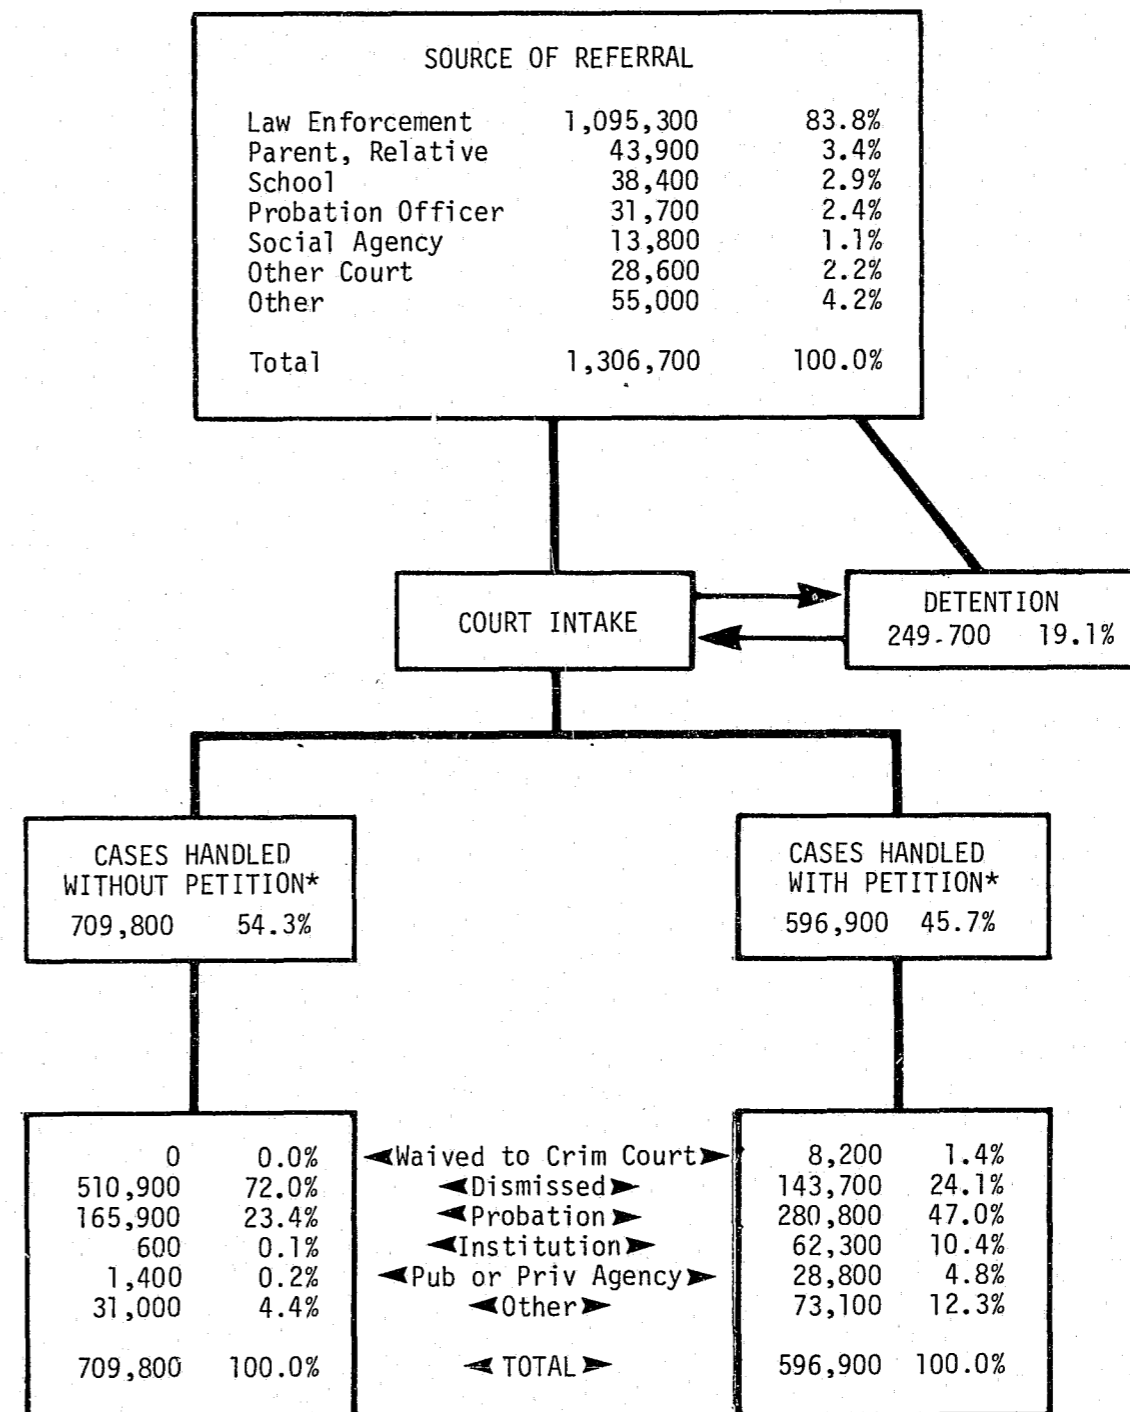 SOURCE OF REFERRAL
Law Enforcement 1,095,300 83.8%
Parent, Relative 43,900 3.4%
School 38,400 2.9%
Probation Officer 31,700 2.4%
Social Agency 13,800 1.1%
Other Court 28,600 2.2%
Other 55,000 4.2%
Total 1,306,700 100.0%
COURT INTAKE
DETENTION
249-700 19.1%
CASES HANDLED
WITHOUT PETITION*
709,800 54.3%
CASES HANDLED
WITH PETITION*
596,900 45.7%
0 0.0% Waived to Crim Court 8,200 1.4%
510,900 72.0% Dismissed 143,700 24.1%
165,900 23.4% Probation 280,800 47.0%
600 0.1% Institution 62,300 10.4%
1,400 0.2% Pub or Priv Agency 28,800 4.8%
31,000 4.4% Other 73,100 12.3%
709,800 100.0% TOTAL 596,900 100.0%